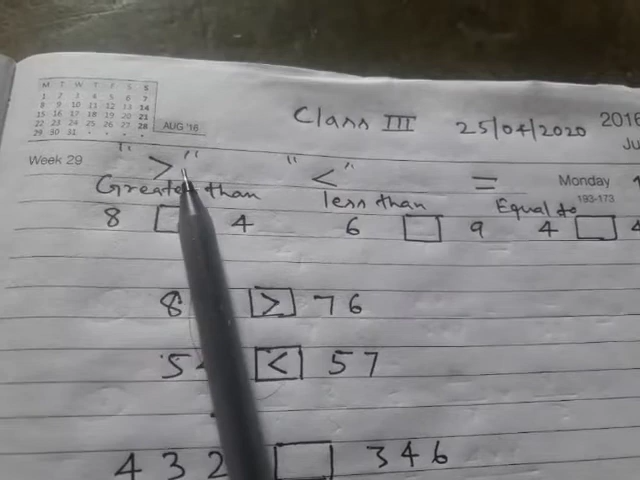 M T W T F S S
1 2 3 4 5 6 7
8 9 10 11 12 13 14
15 16 17 18 19 20 21
22 23 24 25 26 27 28
29 30 31 • • • •
AUG '16
Class III 25/04/2020 2016
Ju
Week 29 ">" "<" = Monday 1
193-173
Greater than less than Equal to
8 □ 4 6 □ 9 4 □ 4
8 > 76
5 < 57
432 □ 346